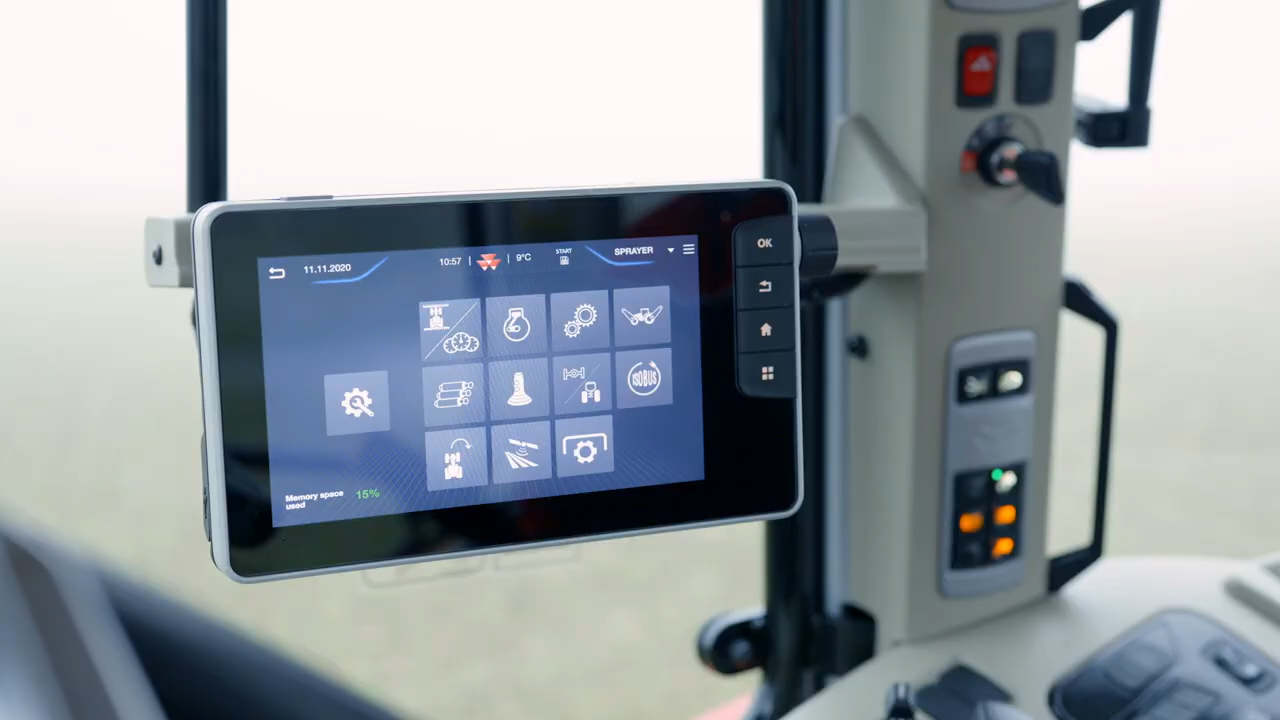 11.11.2020
10:57
9°C
START
SPRAYER
OK
ISOBUS
Memory space
used
15%